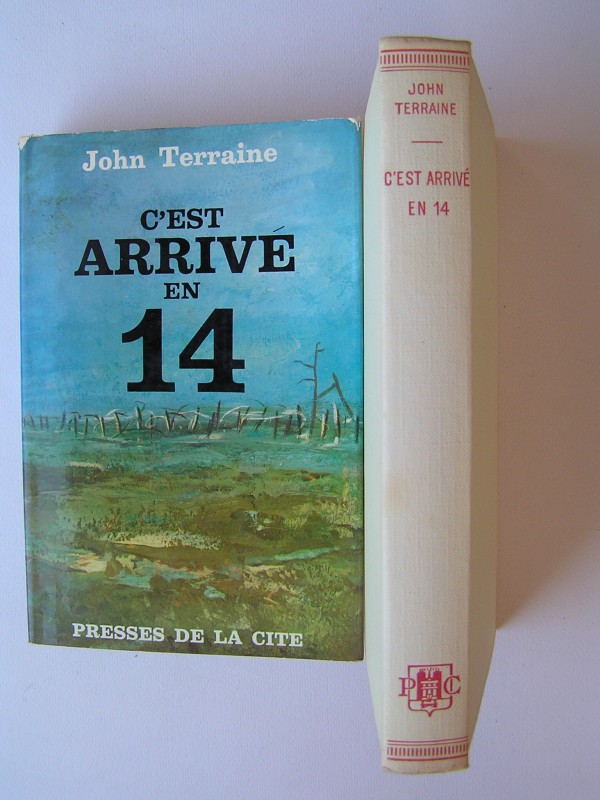 John Terraine
C'EST
ARRIVÉ
EN
14
PRESSES DE LA CITE
JOHN
TERRAINE
C'EST ARRIVÉ
EN 14
P C